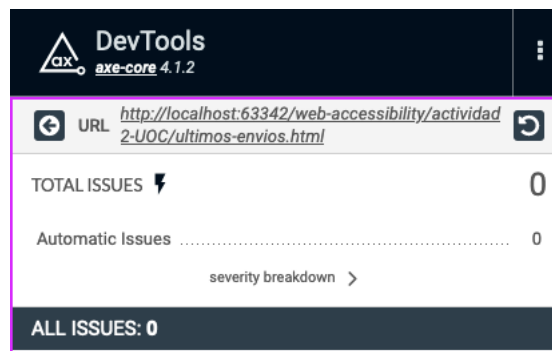 ax
DevTools
axe-core 4.1.2
URL
http://localhost:63342/web-accessibility/actividad
2-UOC/ultimos-envios.html
TOTAL ISSUES 0
Automatic Issues 0
severity breakdown
ALL ISSUES: 0